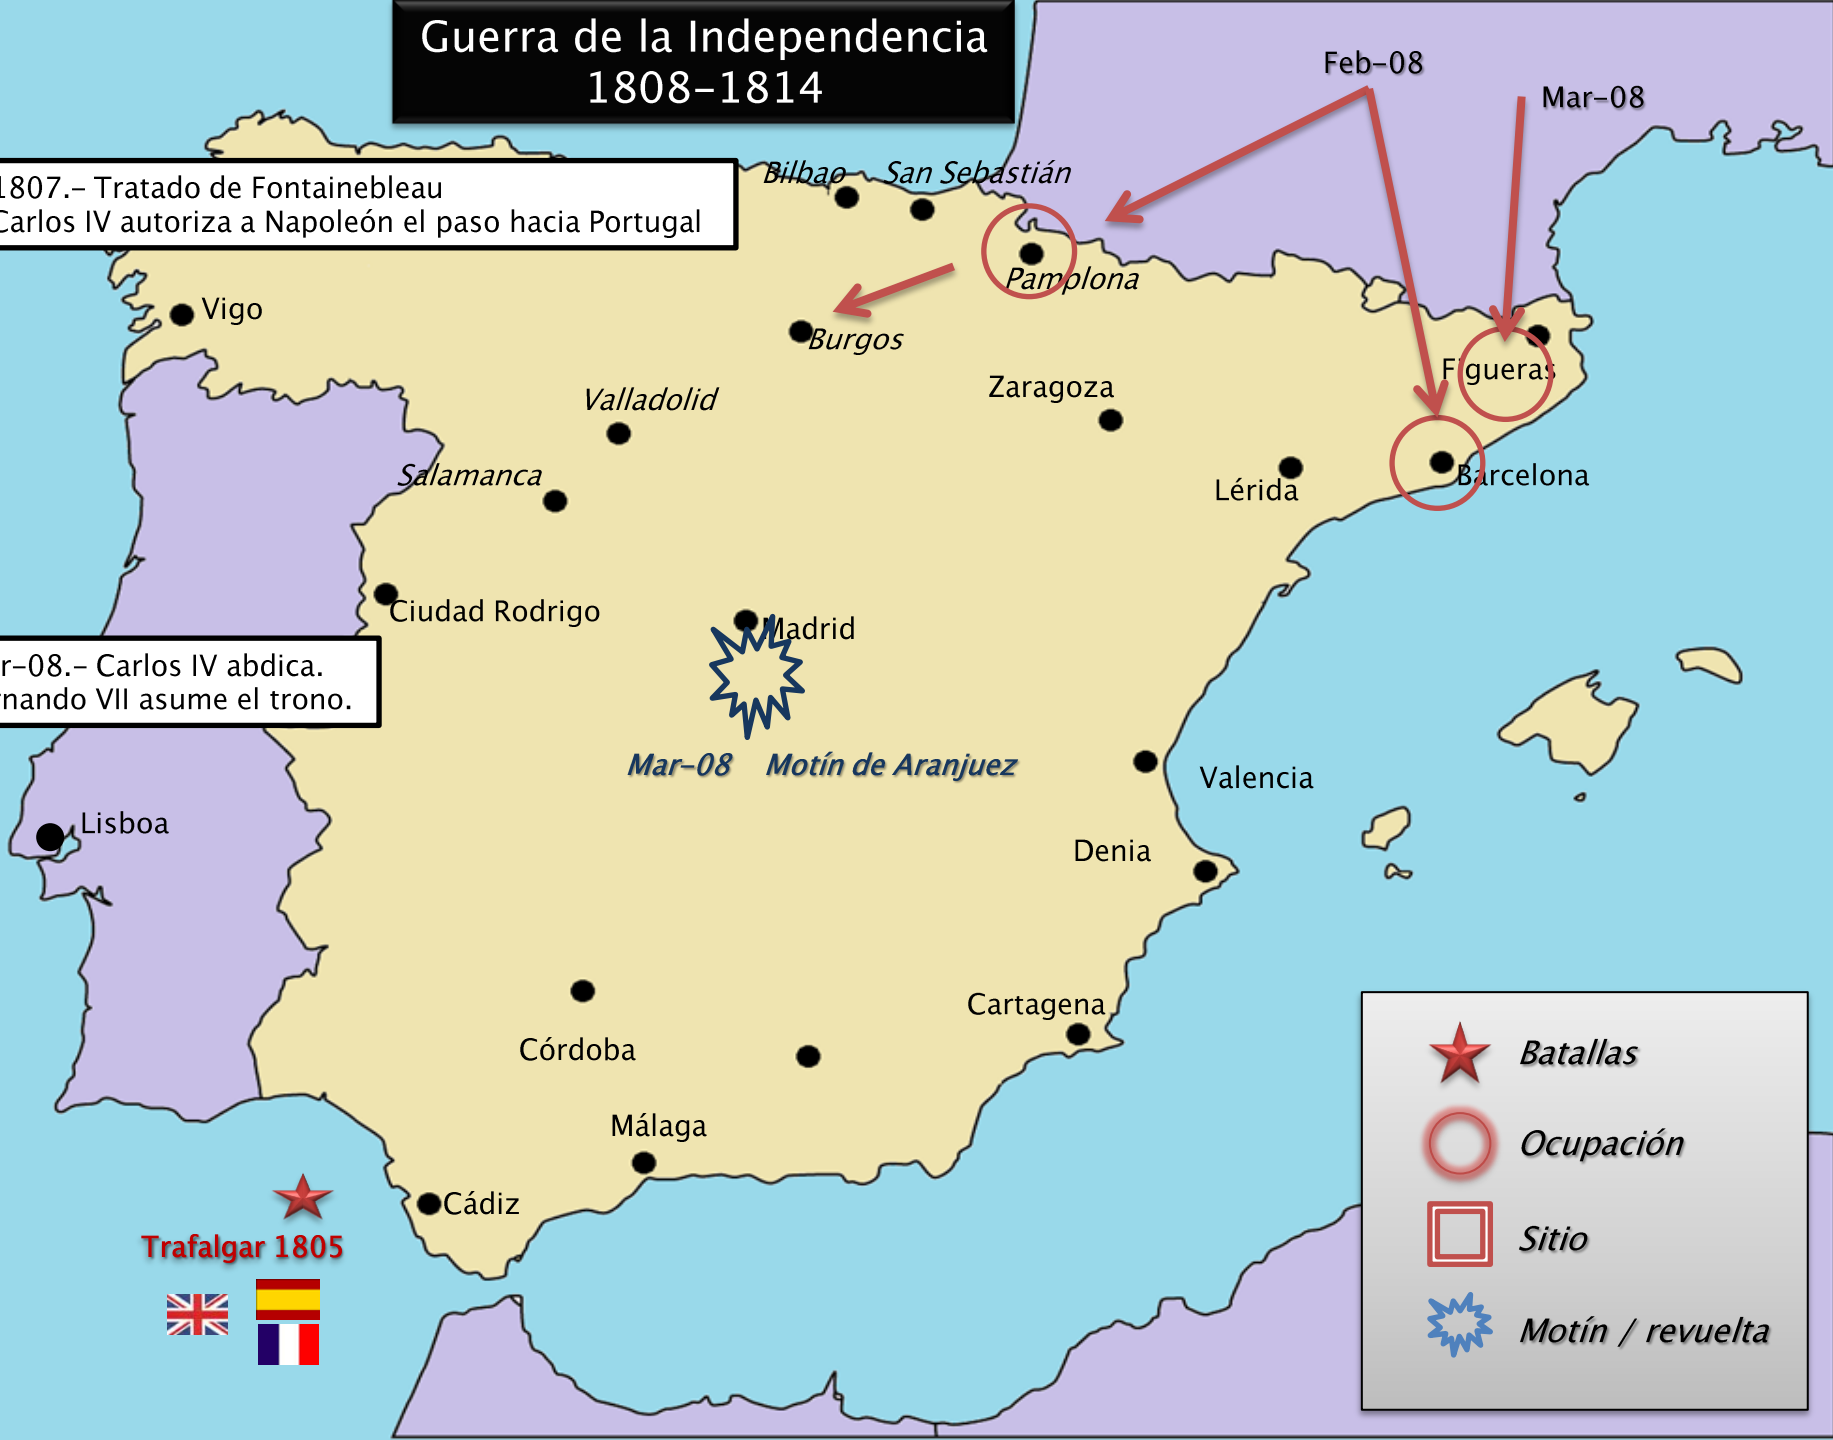 Guerra de la Independencia
1808-1814
Feb-08
Mar-08
1807.- Tratado de Fontainebleau
Carlos IV autoriza a Napoleón el paso hacia Portugal
Bilbao
San Sebastián
Pamplona
Vigo
Burgos
Figueras
Zaragoza
Valladolid
Salamanca
Lérida
Barcelona
Ciudad Rodrigo
Madrid
r-08.- Carlos IV abdica.
rnando VII asume el trono.
Mar-08 Motín de Aranjuez
Valencia
Lisboa
Denia
Cartagena
Córdoba
Málaga
Cádiz
Trafalgar 1805
Batallas
Ocupación
Sitio
Motín / revuelta